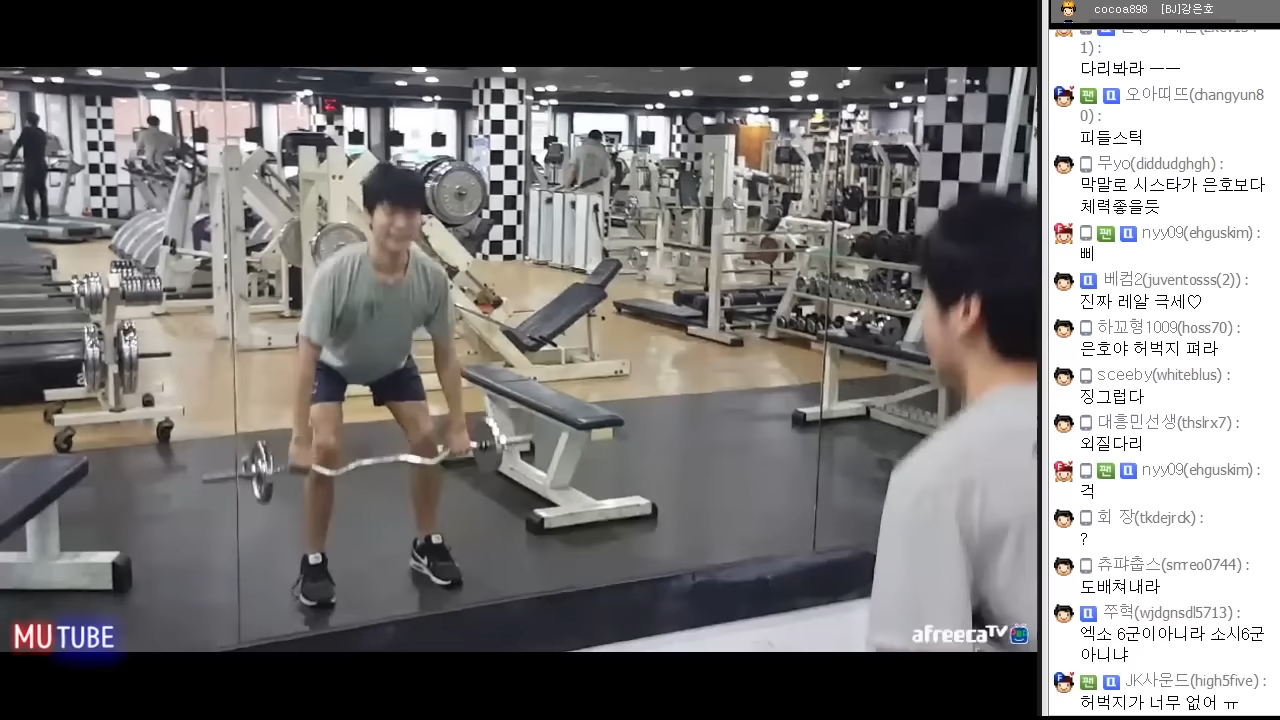 cocoa898 [BJ]강은호
1) :
다리봐라 ㅡㅡ
팬 오아띠뜨(changyun8
0) :
피들스틱
무yo(diddudghgh) :
막말로 시스타가 은호보다
체력좋을듯
팬 nyy09(ehguskim) :
삐
베컴2(juventosss(2)) :
진짜 레알 극세♡
하꼬형1009(hoss70) :
은호야 허벅지 펴라
sceeby(whiteblus) :
징그럽다
대흥민선생(thslrx7) :
외질다리
팬 nyy09(ehguskim) :
걱
회 장(tkdejrck) :
?
츄파춥스(srrreo0744) :
도배쳐내라
쭈혁(wjdgnsdl5713) :
엑소 6군이아니라 소시6군
아니냐
팬 JK사운드(high5five) :
허벅지가 너무 없어 ㅠ
MUTUBE
afreecaTV